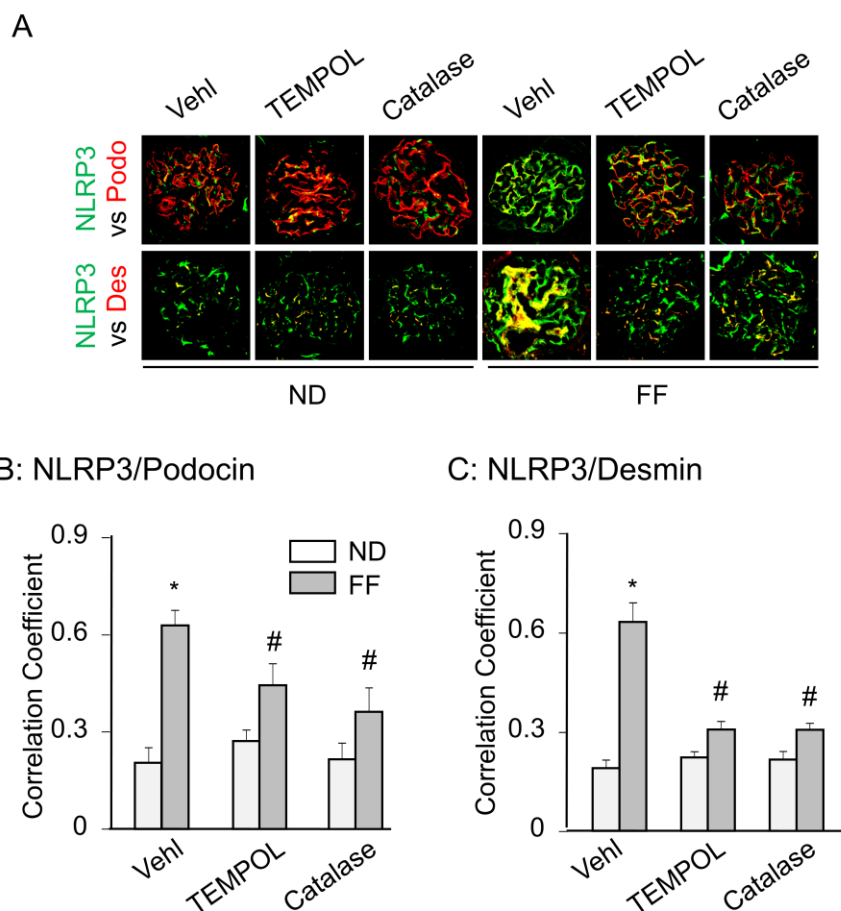 A
Vehl TEMPOL Catalase Vehl TEMPOL Catalase
NLRP3
vs Podo
NLRP3
vs Des
ND FF
B: NLRP3/Podocin
Correlation Coefficient
0.9
0.6
0.3
0
ND
FF
*
#
#
Vehl TEMPOL Catalase
C: NLRP3/Desmin
Correlation Coefficient
0.9
0.6
0.3
0
*
#
#
Vehl TEMPOL Catalase